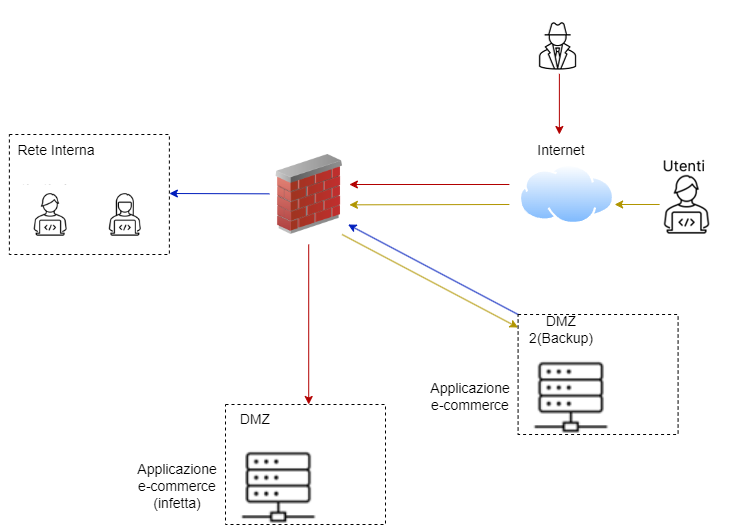 Internet
Rete Interna
Utenti
DMZ
2(Backup)
Applicazione
e-commerce
DMZ
Applicazione
e-commerce
(infetta)